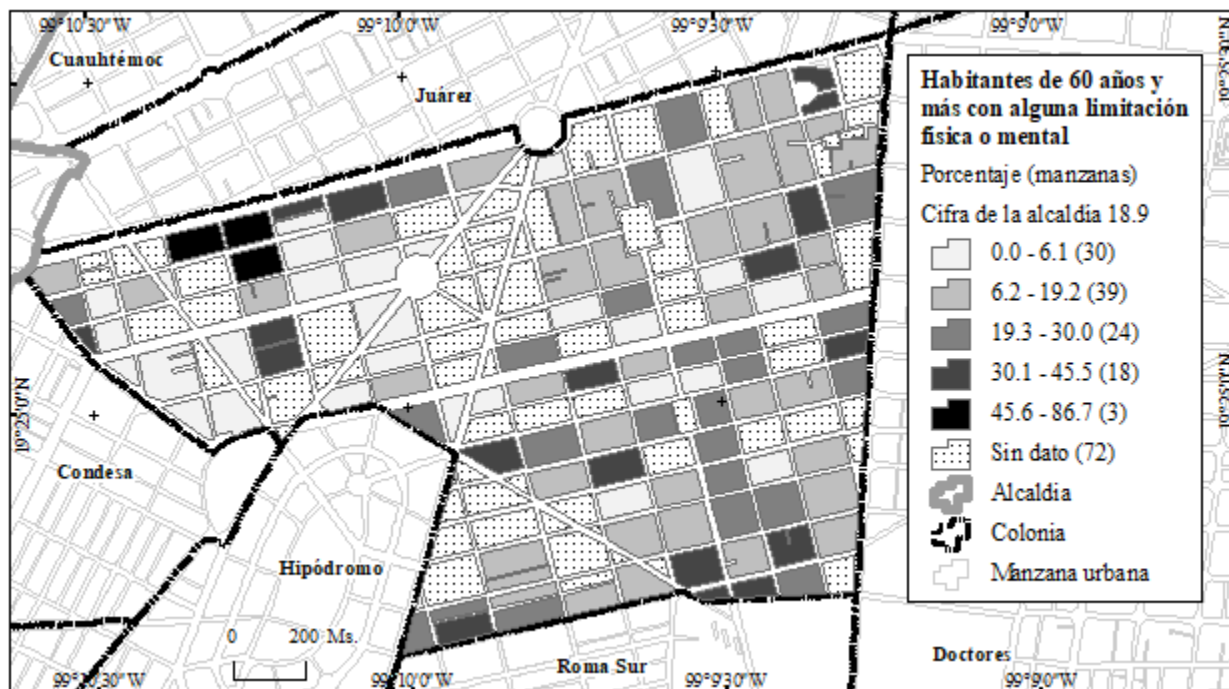 99°10'30"W
99°10'0"W
99°9'30"W
99°9'0"W
Cuauhtémoc
Juárez
Habitantes de 60 años y
más con alguna limitación
física o mental
Porcentaje (manzanas)
Cifra de la alcaldía 18.9
0.0 - 6.1 (30)
6.2 - 19.2 (39)
19.3 - 30.0 (24)
30.1 - 45.5 (18)
45.6 - 86.7 (3)
Sin dato (72)
Alcaldía
Colonia
Manzana urbana
19°25'0"N
Condesa
Hipódromo
0 200 Ms.
Roma Sur
Doctores
99°10'30"W
99°10'0"W
99°9'30"W
99°9'0"W